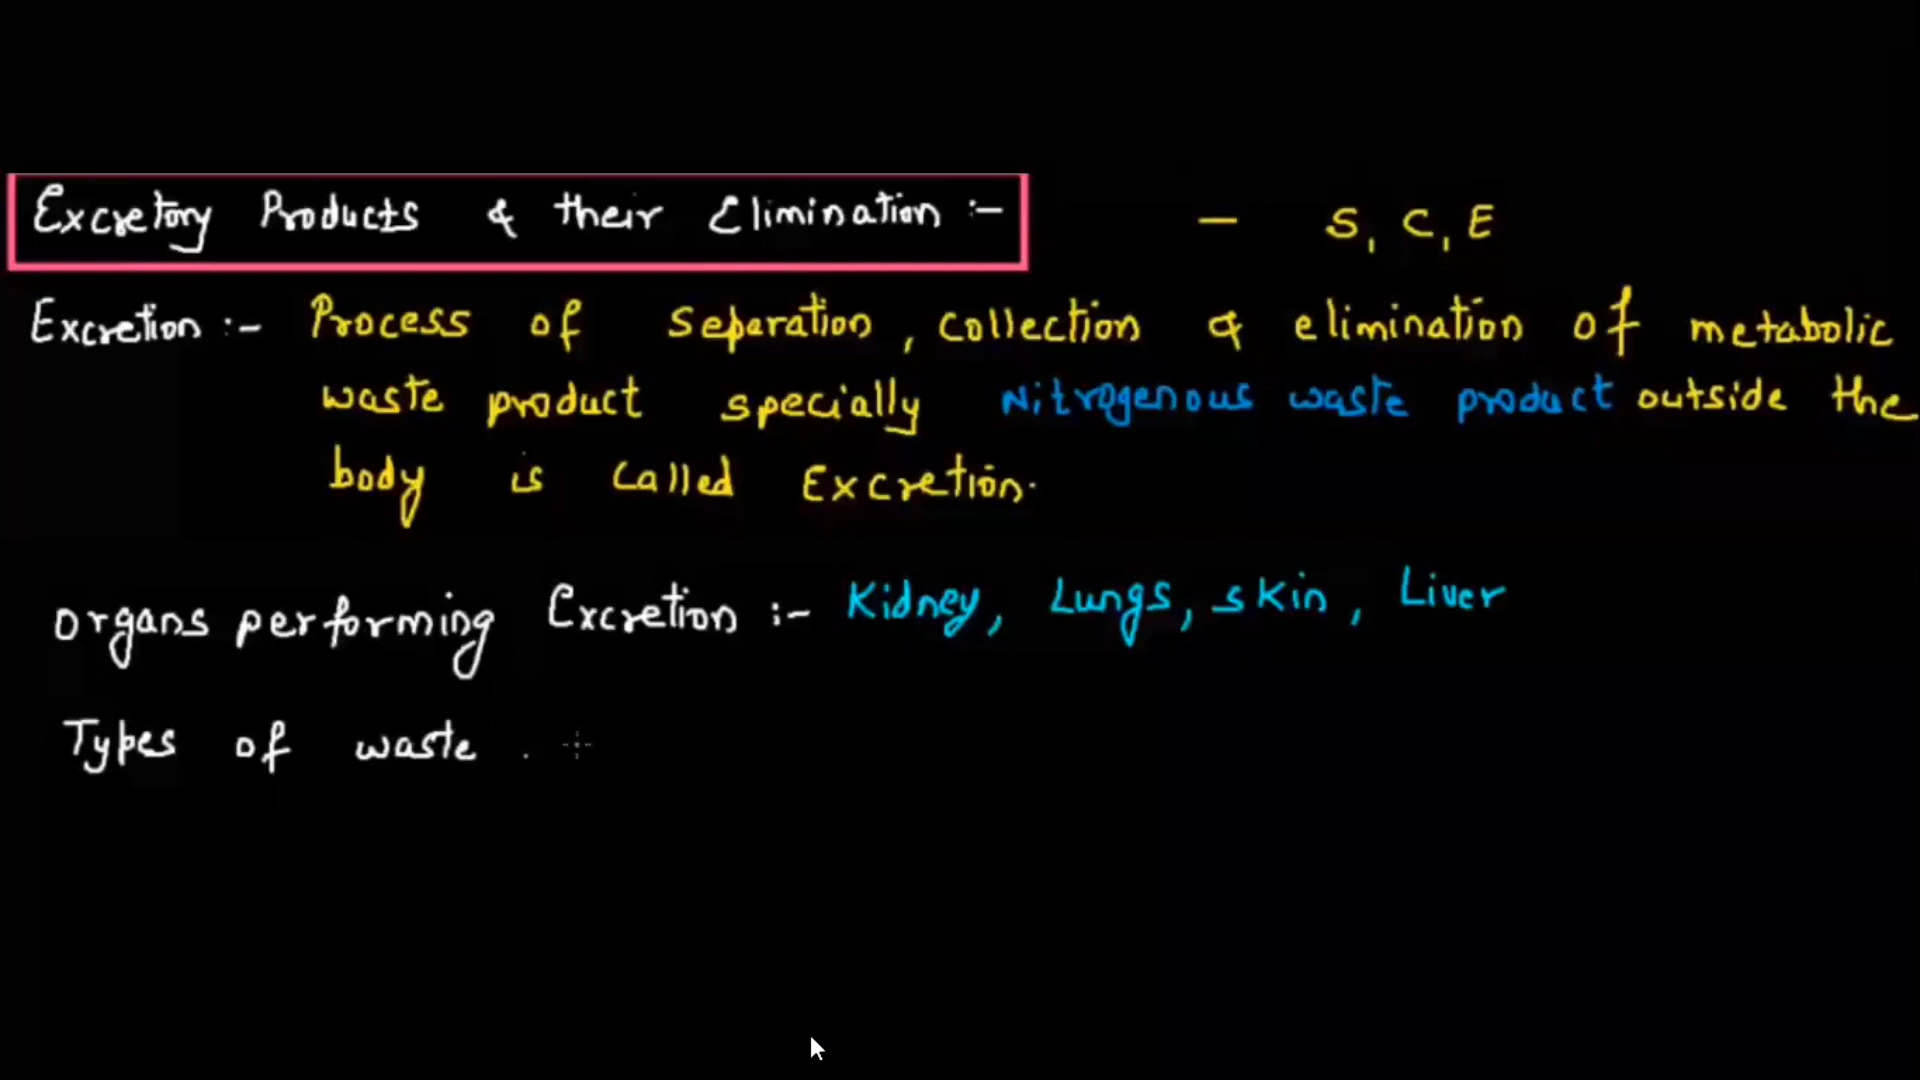 Excretory Products & their Elimination :-
- S, C, E
Excretion :- Process of separation, collection & elimination of metabolic
waste product specially Nitrogenous waste product outside the
body is called Excretion.
Organs performing Excretion :- Kidney, Lungs, skin, Liver
Types of waste .